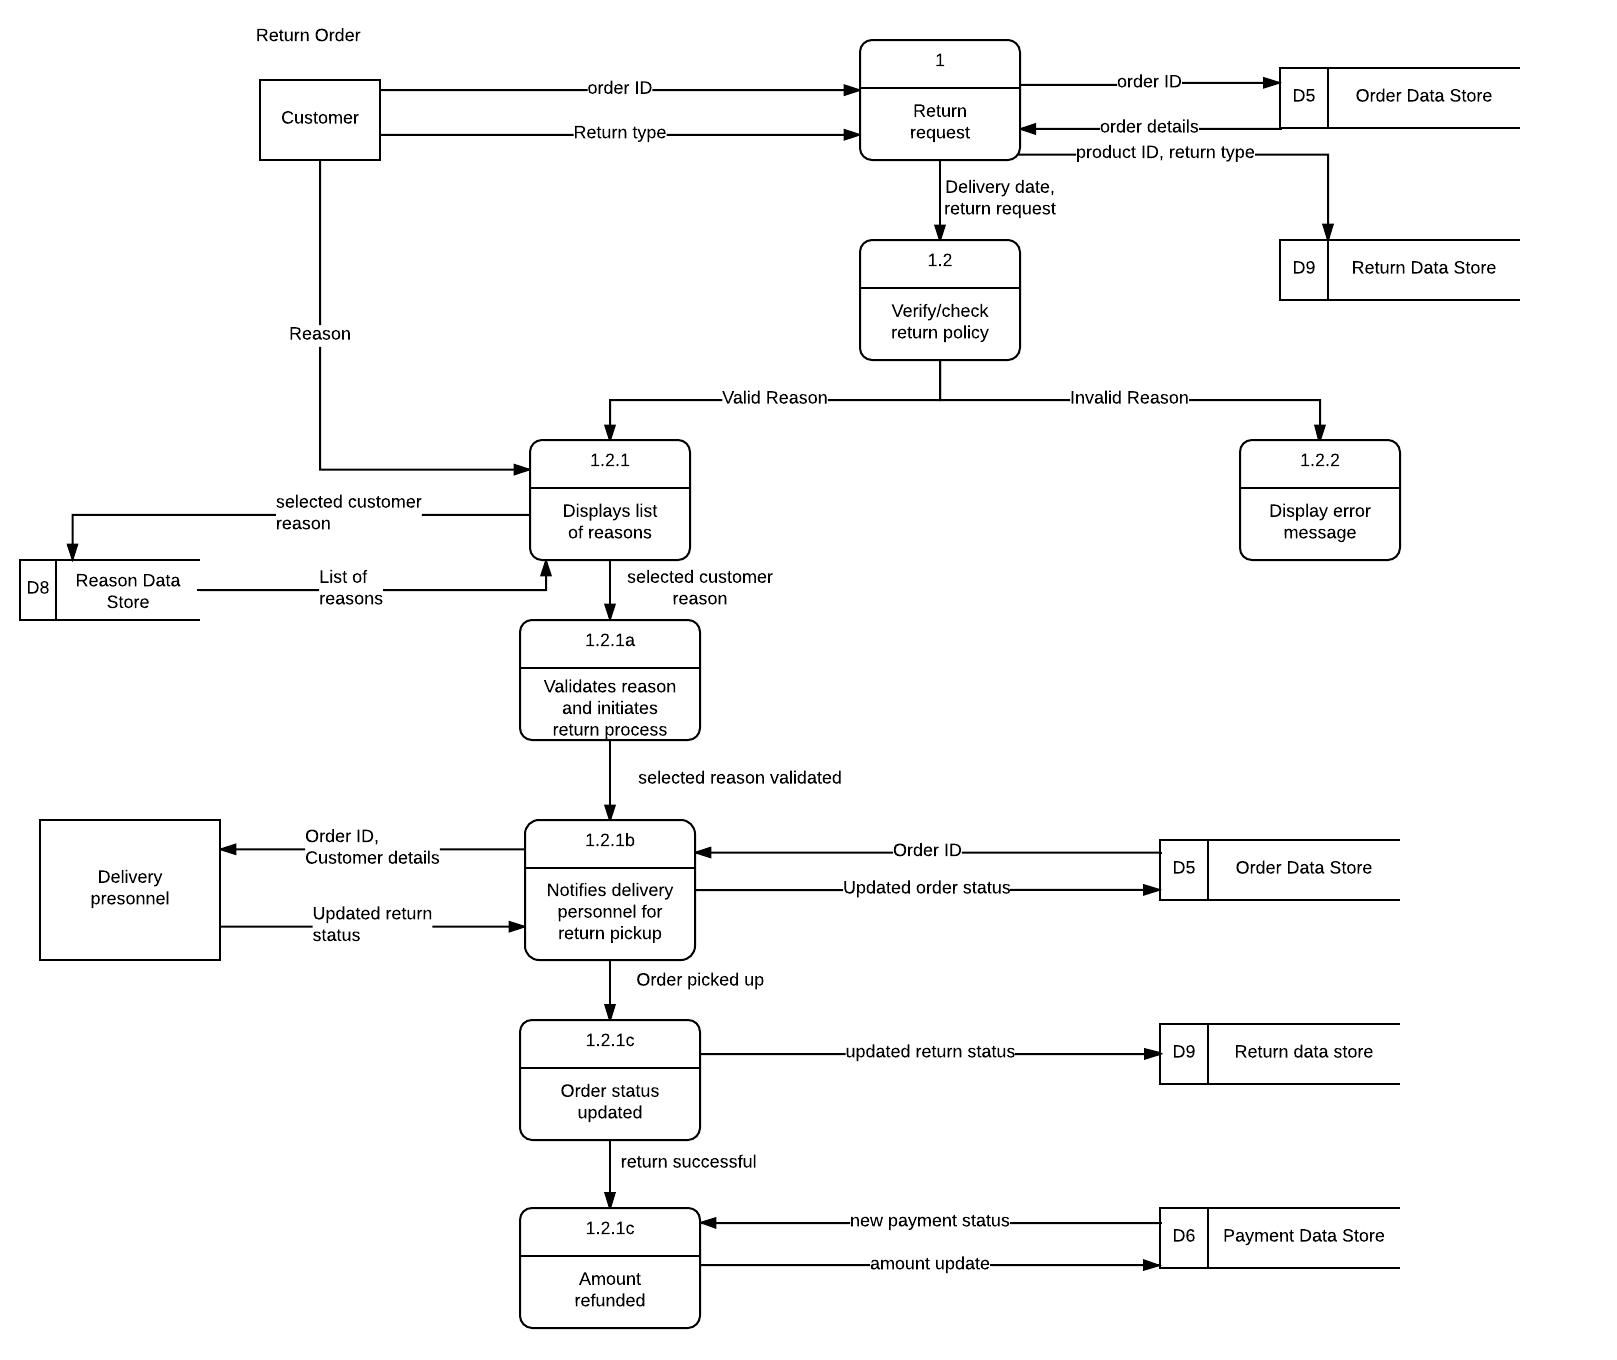 Return Order
Customer
order ID
Return type
1
Return
request
order ID
order details
product ID, return type
D5
Order Data Store
Delivery date,
return request
D9
Return Data Store
1.2
Verify/check
return policy
Reason
Valid Reason
Invalid Reason
1.2.1
Displays list
of reasons
1.2.2
Display error
message
selected customer
reason
D8
Reason Data
Store
List of
reasons
selected customer
reason
1.2.1a
Validates reason
and initiates
return process
selected reason validated
Delivery
presonnel
Order ID,
Customer details
Updated return
status
1.2.1b
Notifies delivery
personnel for
return pickup
Order ID
Updated order status
D5
Order Data Store
Order picked up
1.2.1c
Order status
updated
updated return status
D9
Return data store
return successful
1.2.1c
Amount
refunded
new payment status
amount update
D6
Payment Data Store